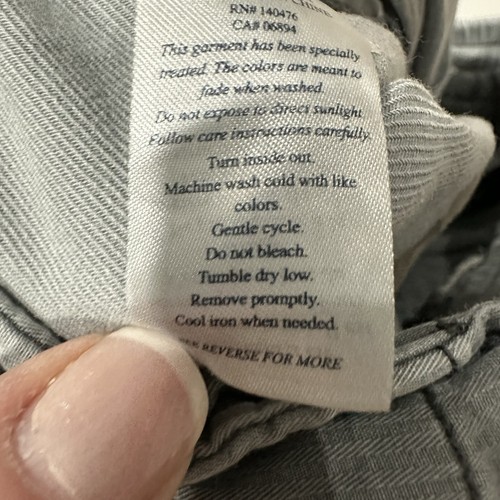 RN# 140476
CA# 06894
This garment has been specially
treated. The colors are meant to
fade when washed.
Do not expose to direct sunlight
Follow care instructions carefully.
Turn inside out.
Machine wash cold with like
colors.
Gentle cycle.
Do not bleach.
Tumble dry low.
Remove promptly.
Cool iron when needed.
REVERSE FOR MORE